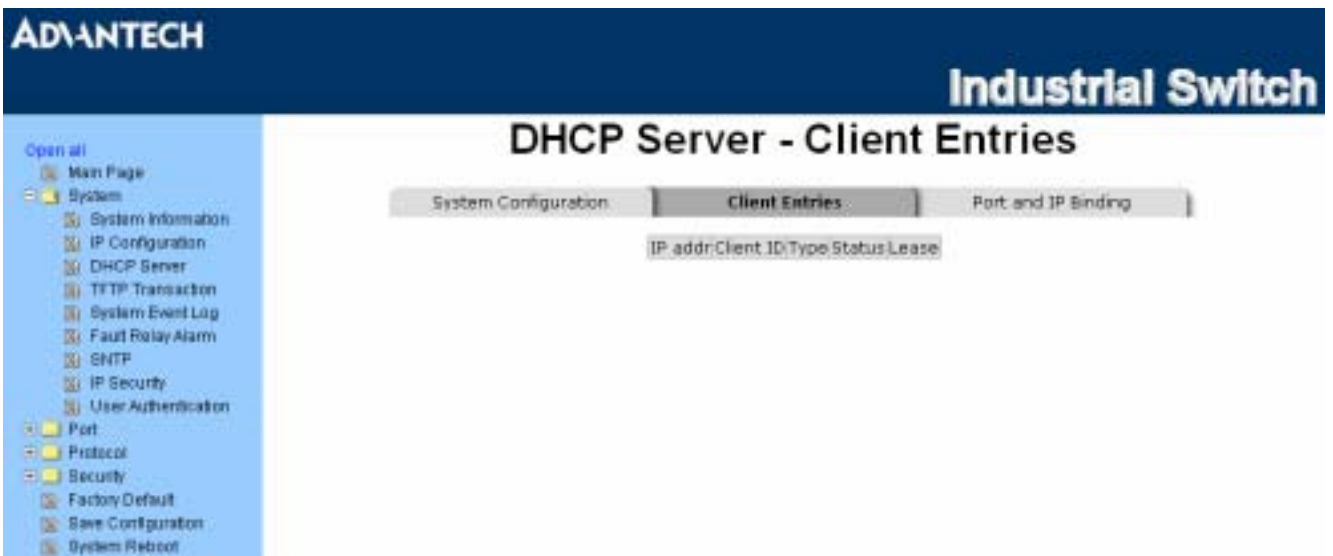 ADVANTECH
Industrial Switch
Open all
Main Page
System
System Information
IP Configuration
DHCP Server
TFTP Transaction
System Event Log
Fault Relay Alarm
SNTP
IP Security
User Authentication
Port
Protocol
Security
Factory Default
Save Configuration
System Reboot
DHCP Server - Client Entries
System Configuration Client Entries Port and IP Binding
IP addr Client ID Type Status Lease